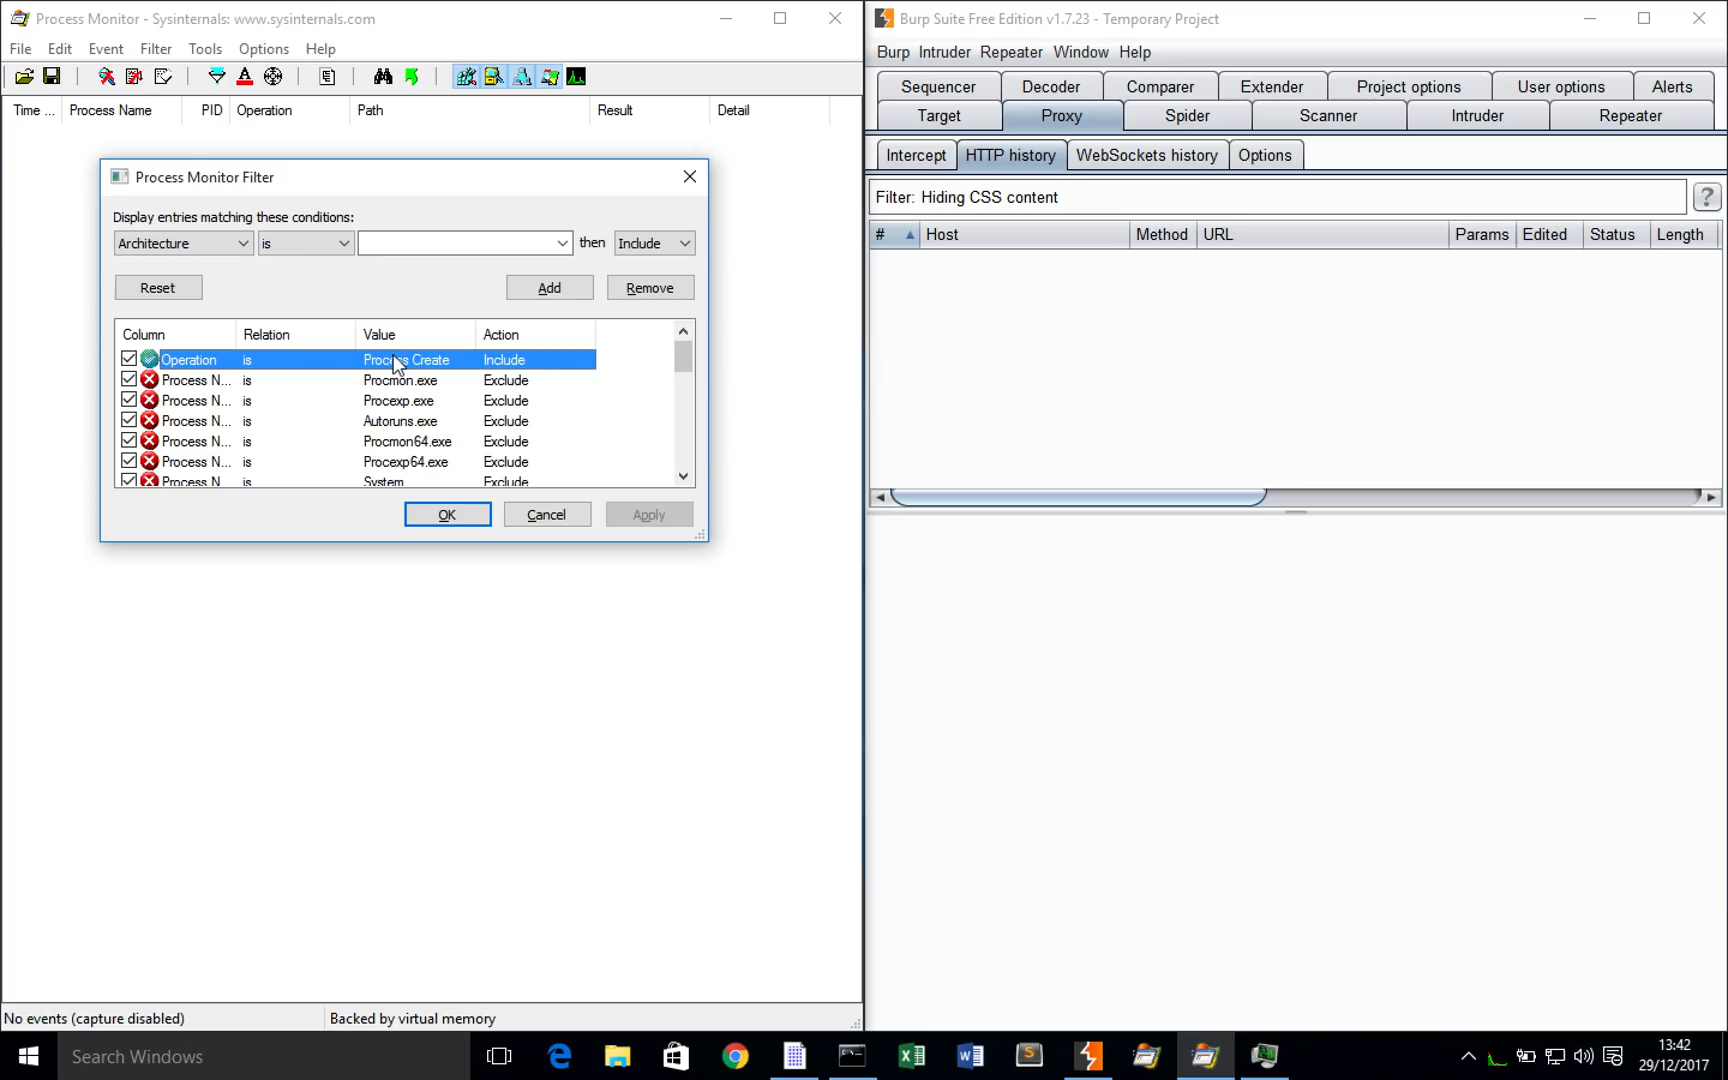 Process Monitor - Sysinternals: www.sysinternals.com
File Edit Event Filter Tools Options Help
Time ... Process Name PID Operation Path Result Detail
Process Monitor Filter
Display entries matching these conditions:
Architecture is then Include
Reset Add Remove
Column Relation Value Action
Operation is Process Create Include
Process N... is Procmon.exe Exclude
Process N... is Procexp.exe Exclude
Process N... is Autoruns.exe Exclude
Process N... is Procmon64.exe Exclude
Process N... is Procexp64.exe Exclude
Process N is System Exclude
OK Cancel Apply
No events (capture disabled) Backed by virtual memory
Burp Suite Free Edition v1.7.23 - Temporary Project
Burp Intruder Repeater Window Help
Sequencer Decoder Comparer Extender Project options User options Alerts
Target Proxy Spider Scanner Intruder Repeater
Intercept HTTP history WebSockets history Options
Filter: Hiding CSS content ?
# Host Method URL Params Edited Status Length
Search Windows
13:42
29/12/2017